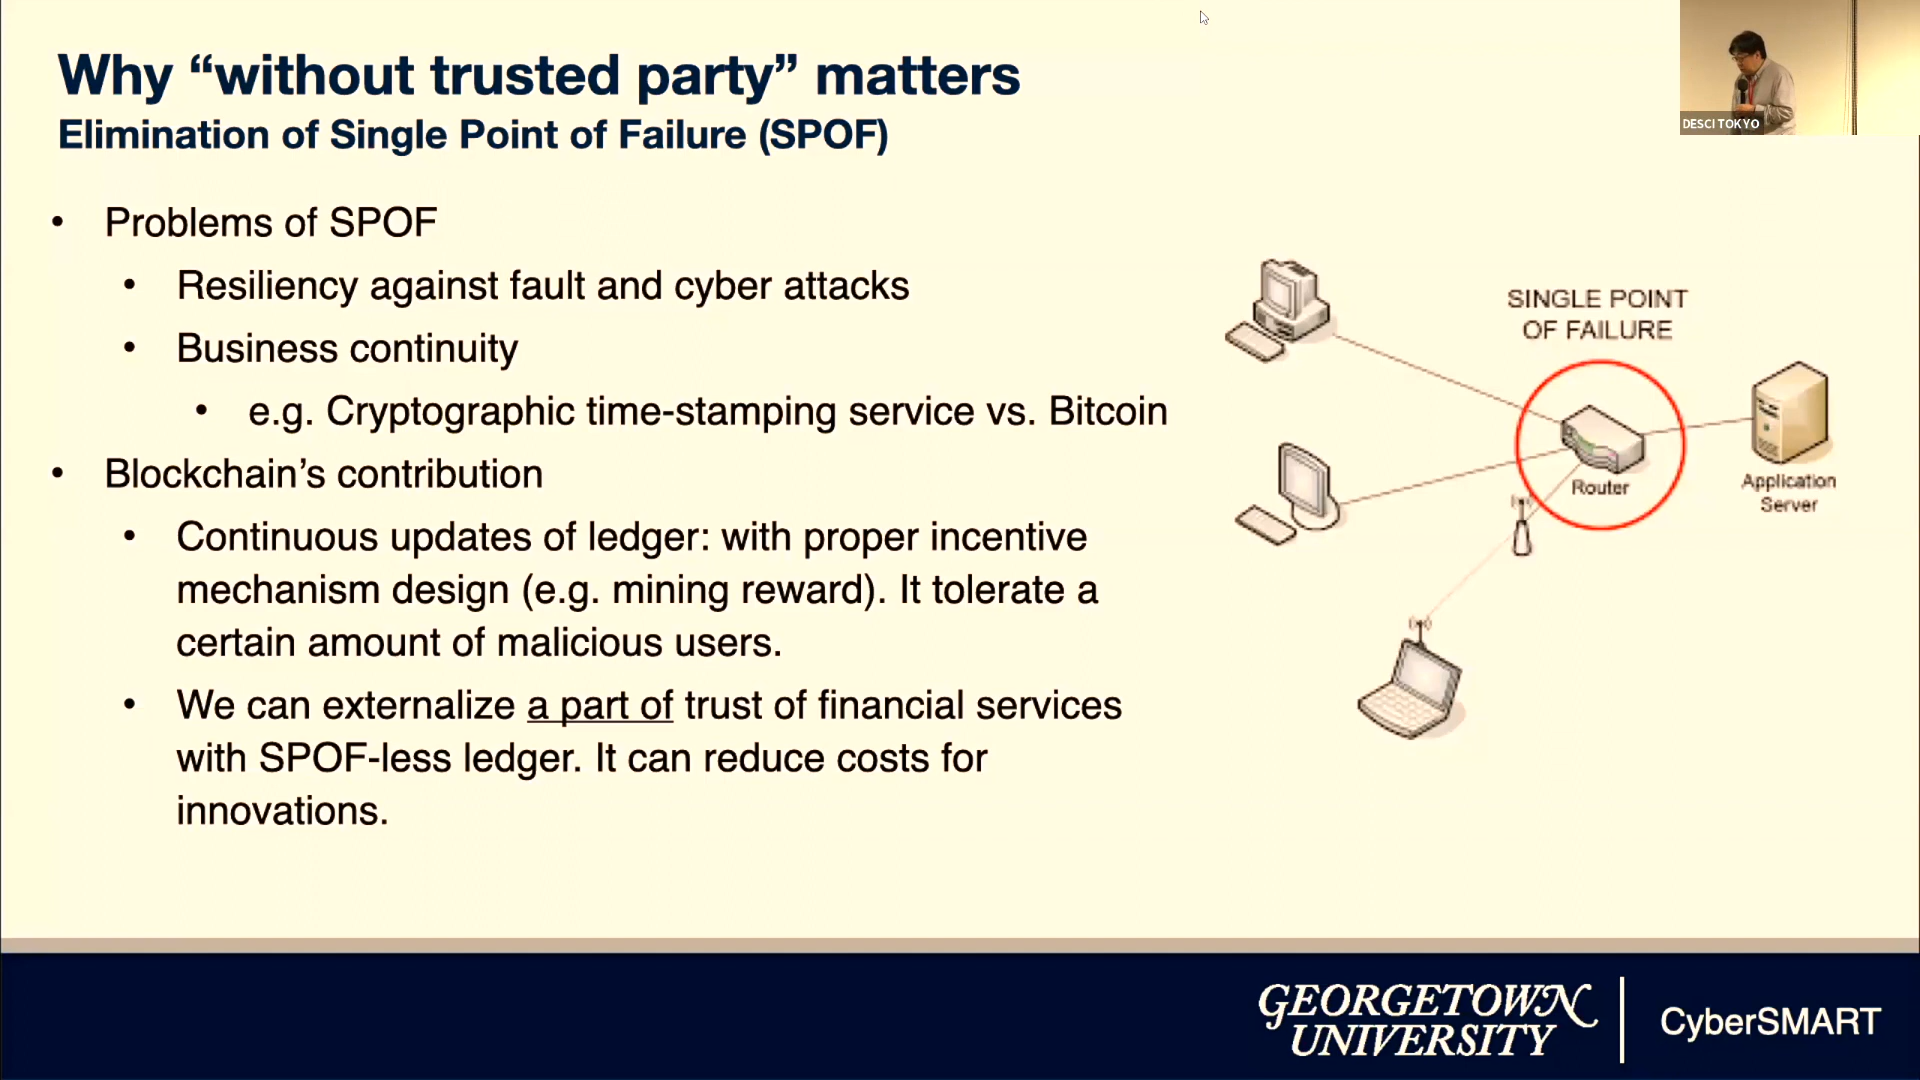 Why “without trusted party” matters
Elimination of Single Point of Failure (SPOF)
• Problems of SPOF
• Resiliency against fault and cyber attacks
• Business continuity
• e.g. Cryptographic time-stamping service vs. Bitcoin
• Blockchain’s contribution
• Continuous updates of ledger: with proper incentive
mechanism design (e.g. mining reward). It tolerate a
certain amount of malicious users.
• We can externalize a part of trust of financial services
with SPOF-less ledger. It can reduce costs for
innovations.
SINGLE POINT
OF FAILURE
Router
Application
Server
DESCI TOKYO
GEORGETOWN
UNIVERSITY
CyberSMART